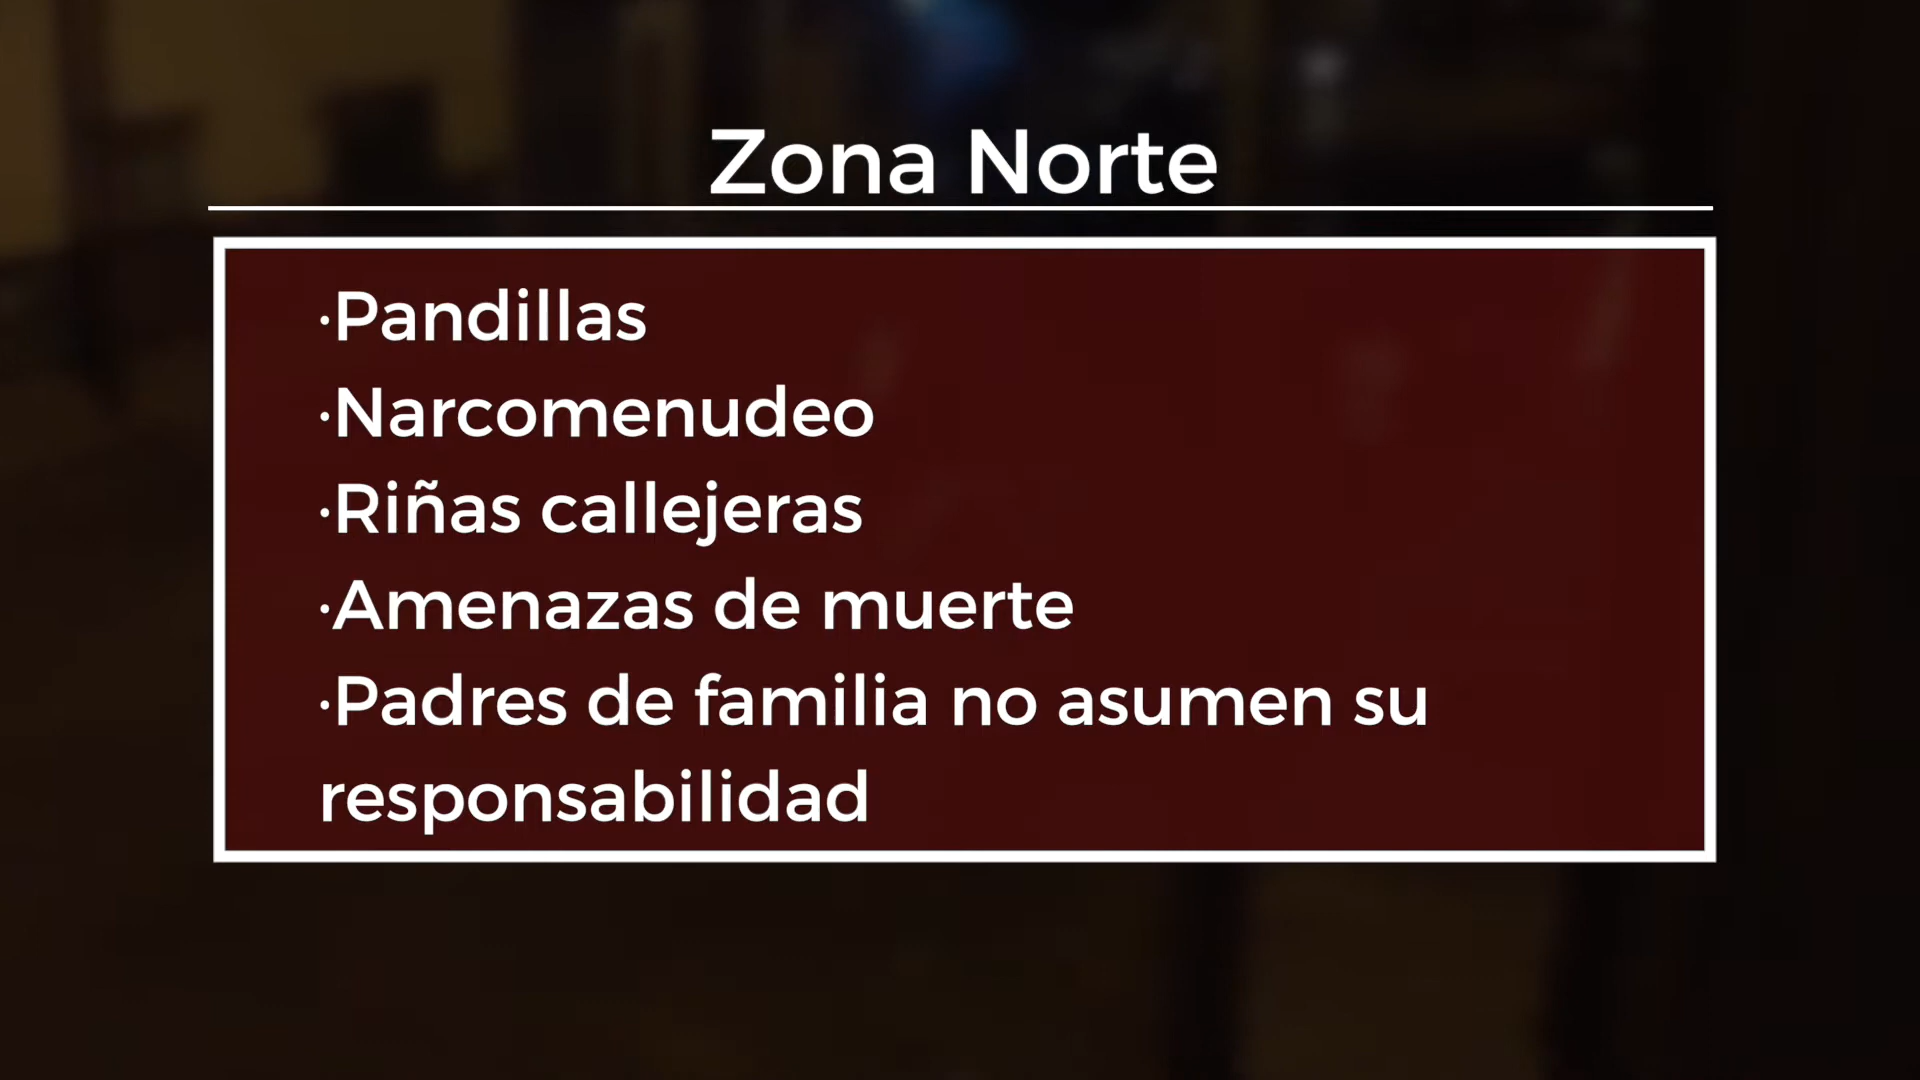 Zona Norte
·Pandillas
·Narcomenudeo
·Riñas callejeras
·Amenazas de muerte
·Padres de familia no asumen su
responsabilidad